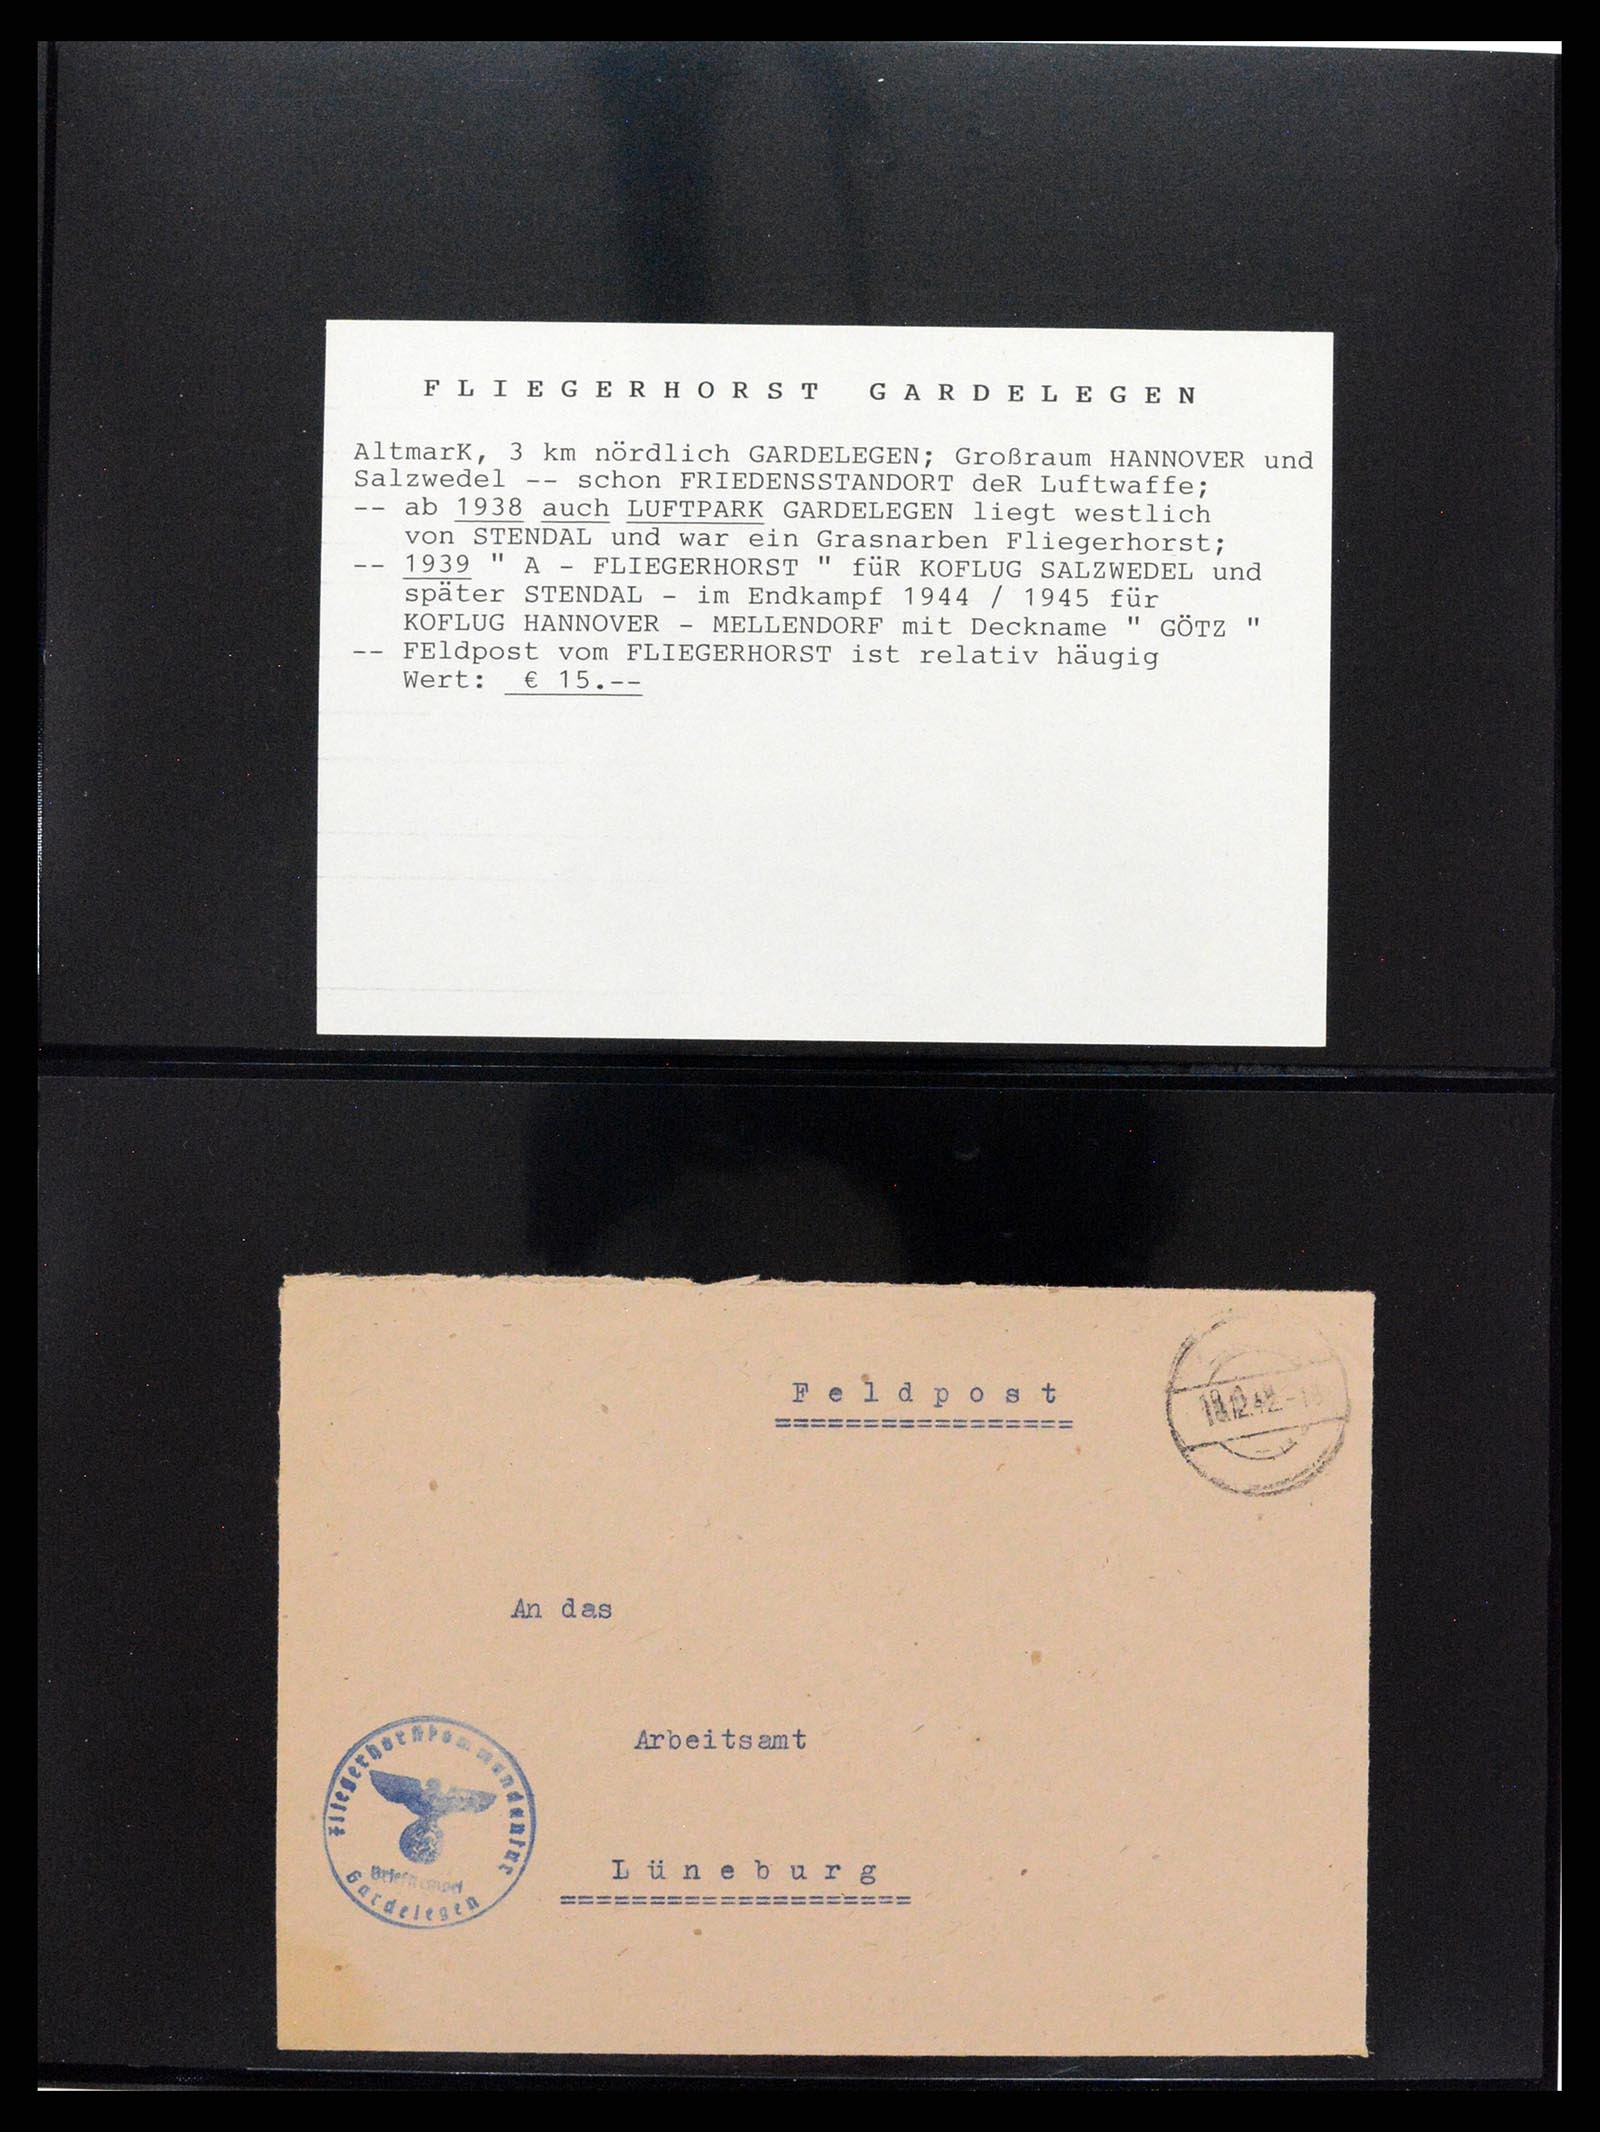 FLIEGERHORST GARDELEGEN
AltmarK, 3 km nördlich GARDELEGEN; Großraum HANNOVER und
Salzwedel -- schon FRIEDENSSTANDORT deR Luftwaffe;
-- ab 1938 auch LUFTPARK GARDELEGEN liegt westlich
von STENDAL und war ein Grasnarben Fliegerhorst;
-- 1939 " A - FLIEGERHORST " füR KOFLUG SALZWEDEL und
später STENDAL - im Endkampf 1944 / 1945 für
KOFLUG HANNOVER - MELLENDORF mit Deckname " GÖTZ "
-- FEldpost vom FLIEGERHORST ist relativ häugig
Wert: € 15.--
Feldpost
An das
Arbeitsamt
Lüneburg
Fliegerhorstkommandantur
Briefstempel
Gardelegen